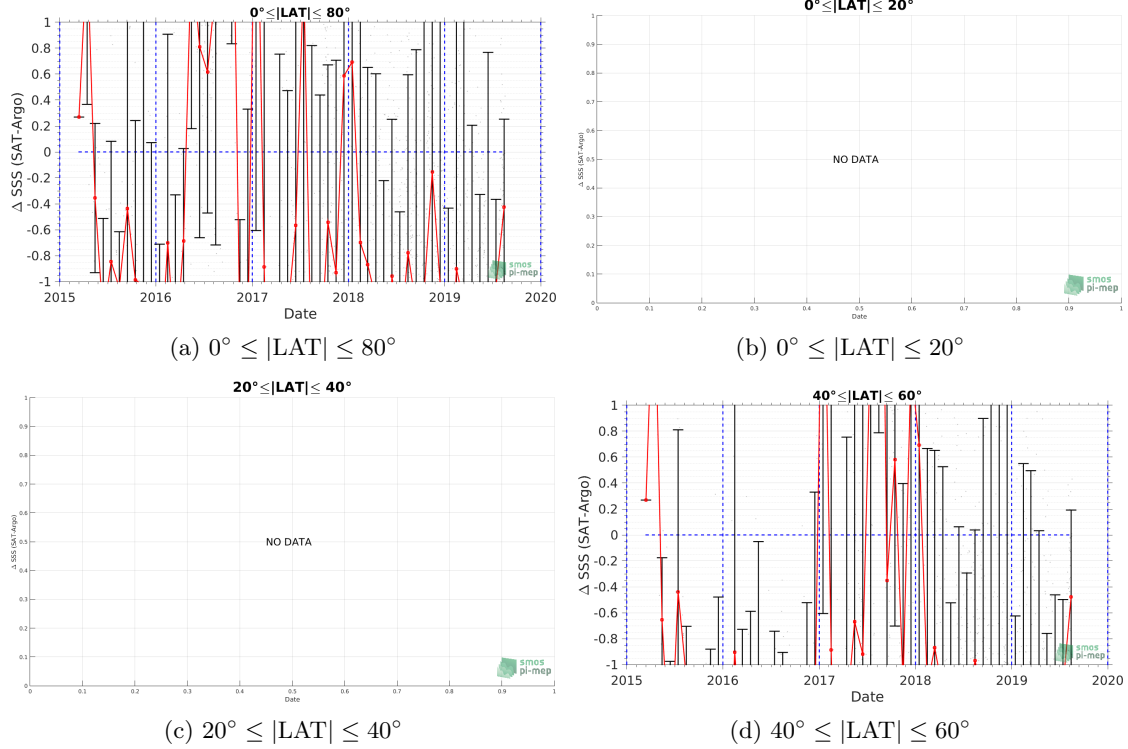 0°≤|LAT|≤ 80°
Δ SSS (SAT-Argo)
1
0.8
0.6
0.4
0.2
0
-0.2
-0.4
-0.6
-0.8
-1
2015 2016 2017 2018 2019 2020
Date
smos
pi-mep
(a) 0° ≤ |LAT| ≤ 80°
0°≤|LAT|≤ 20°
Δ SSS (SAT-Argo)
1
0.9
0.8
0.7
0.6
0.5
0.4
0.3
0.2
0.1
0
NO DATA
0 0.1 0.2 0.3 0.4 0.5 0.6 0.7 0.8 0.9 1
Date
smos
pi-mep
(b) 0° ≤ |LAT| ≤ 20°
20°≤|LAT|≤ 40°
Δ SSS (SAT-Argo)
1
0.9
0.8
0.7
0.6
0.5
0.4
0.3
0.2
0.1
0
NO DATA
0 0.1 0.2 0.3 0.4 0.5 0.6 0.7 0.8 0.9 1
Date
smos
pi-mep
(c) 20° ≤ |LAT| ≤ 40°
40°≤|LAT|≤ 60°
Δ SSS (SAT-Argo)
1
0.8
0.6
0.4
0.2
0
-0.2
-0.4
-0.6
-0.8
-1
2015 2016 2017 2018 2019 2020
Date
smos
pi-mep
(d) 40° ≤ |LAT| ≤ 60°